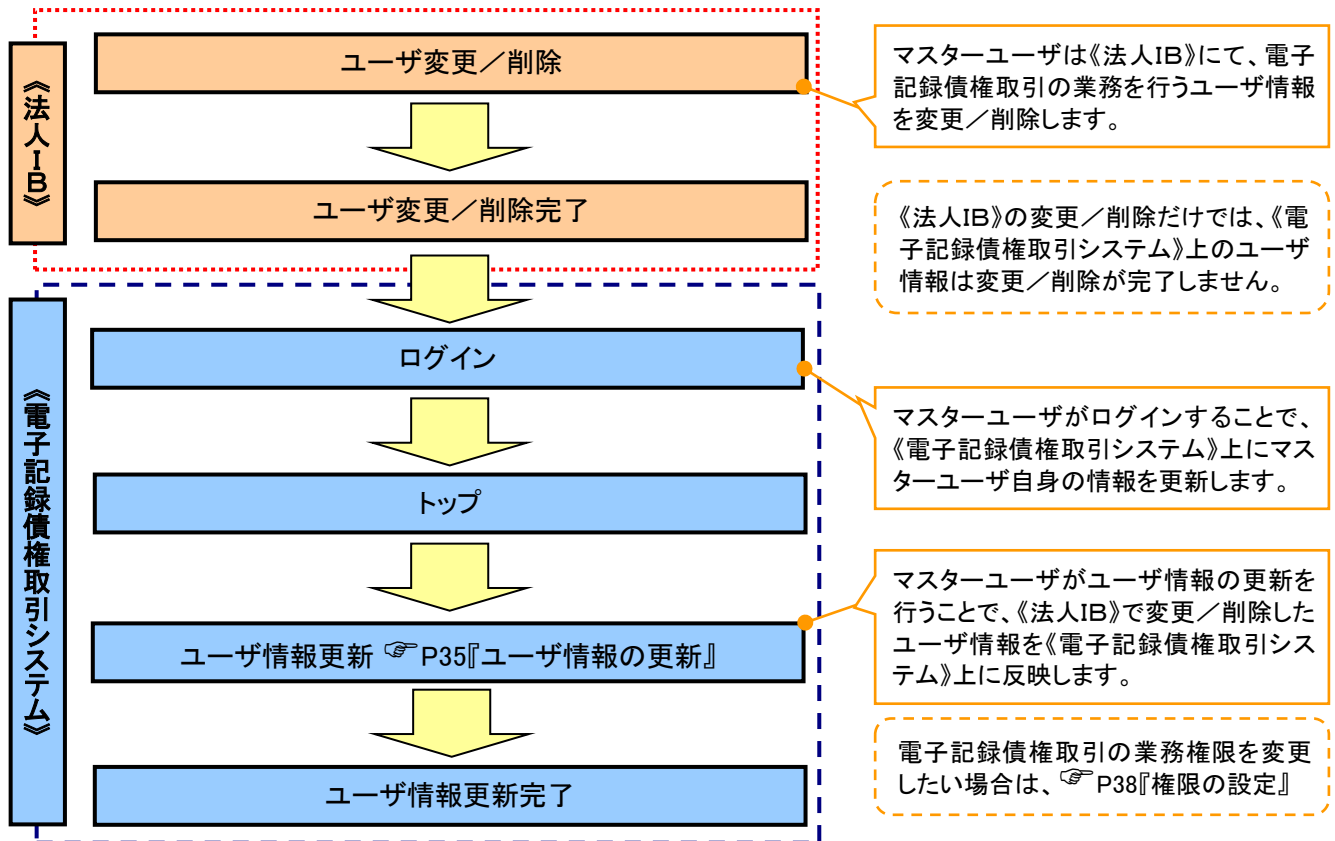 《法人IB》
ユーザ変更／削除
ユーザ変更／削除完了
マスターユーザは《法人IB》にて、電子
記録債権取引の業務を行うユーザ情報
を変更／削除します。
《法人IB》の変更／削除だけでは、《電
子記録債権取引システム》上のユーザ
情報は変更／削除が完了しません。
《電子記録債権取引システム》
ログイン
トップ
ユーザ情報更新 ☞P35『ユーザ情報の更新』
ユーザ情報更新完了
マスターユーザがログインすることで、
《電子記録債権取引システム》上にマス
ターユーザ自身の情報を更新します。
マスターユーザがユーザ情報の更新を
行うことで、《法人IB》で変更／削除した
ユーザ情報を《電子記録債権取引シス
テム》上に反映します。
電子記録債権取引の業務権限を変更
したい場合は、☞P38『権限の設定』